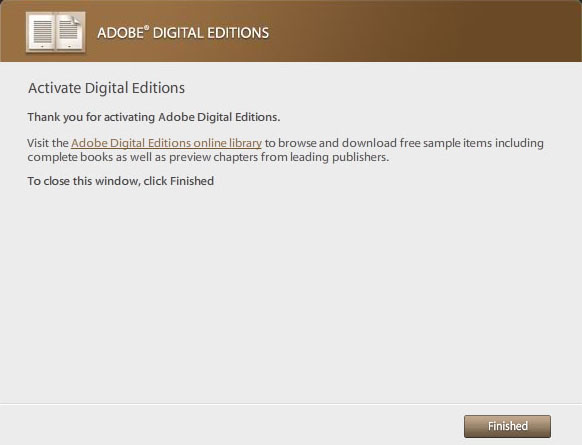 ADOBE® DIGITAL EDITIONS
Activate Digital Editions
Thank you for activating Adobe Digital Editions.
Visit the Adobe Digital Editions online library to browse and download free sample items including
complete books as well as preview chapters from leading publishers.
To close this window, click Finished
Finished